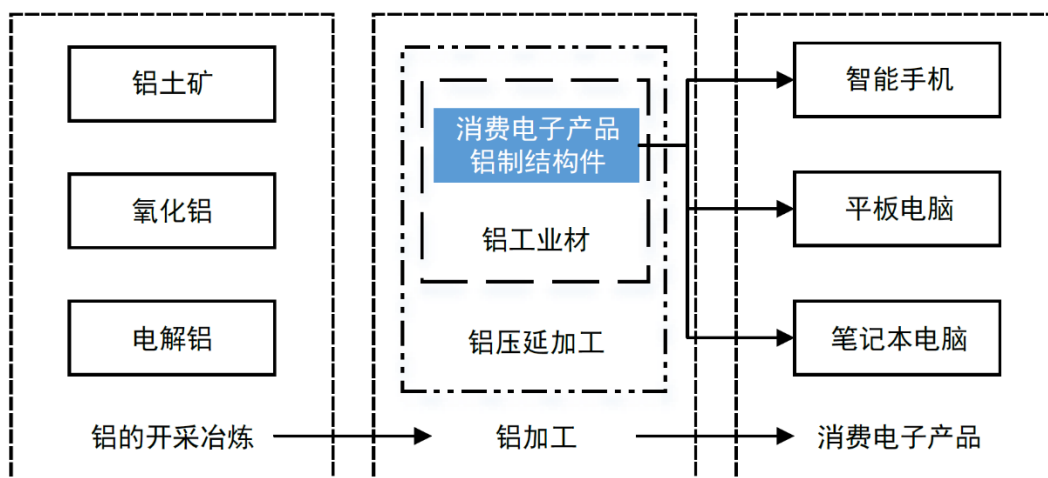 铝土矿
氧化铝
电解铝
铝的开采冶炼
消费电子产品
铝制结构件
铝工业材
铝压延加工
铝加工
智能手机
平板电脑
笔记本电脑
消费电子产品